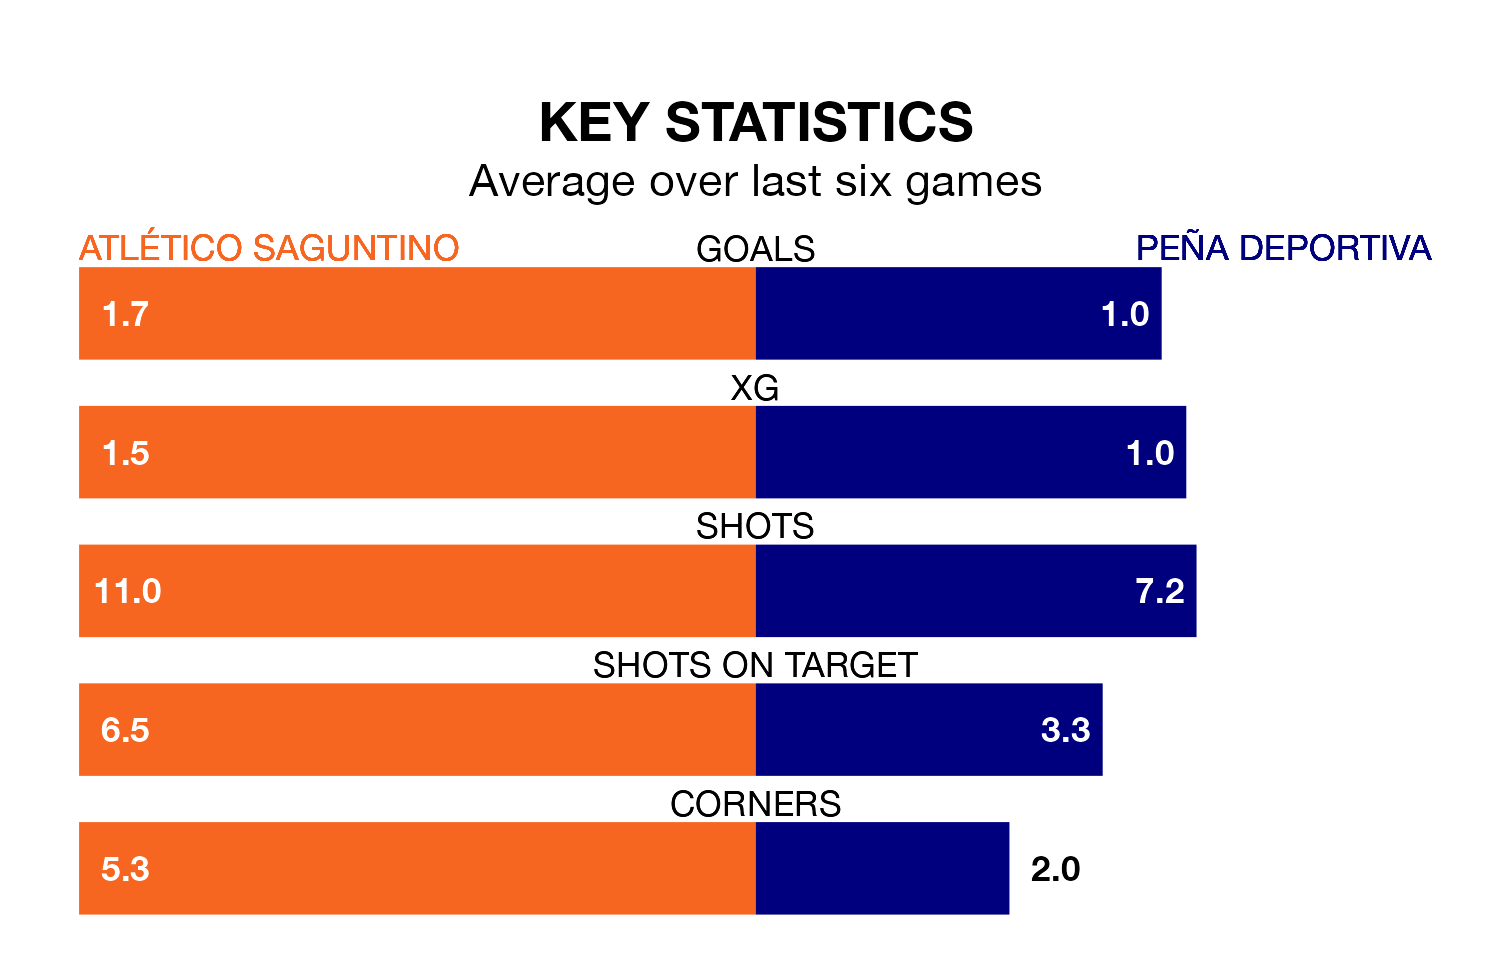 KEY STATISTICS
Average over last six games
ATLÉTICO SAGUNTINO GOALS PEÑA DEPORTIVA
1.7 1.0
XG
1.5 1.0
SHOTS
11.0 7.2
SHOTS ON TARGET
6.5 3.3
CORNERS
5.3 2.0